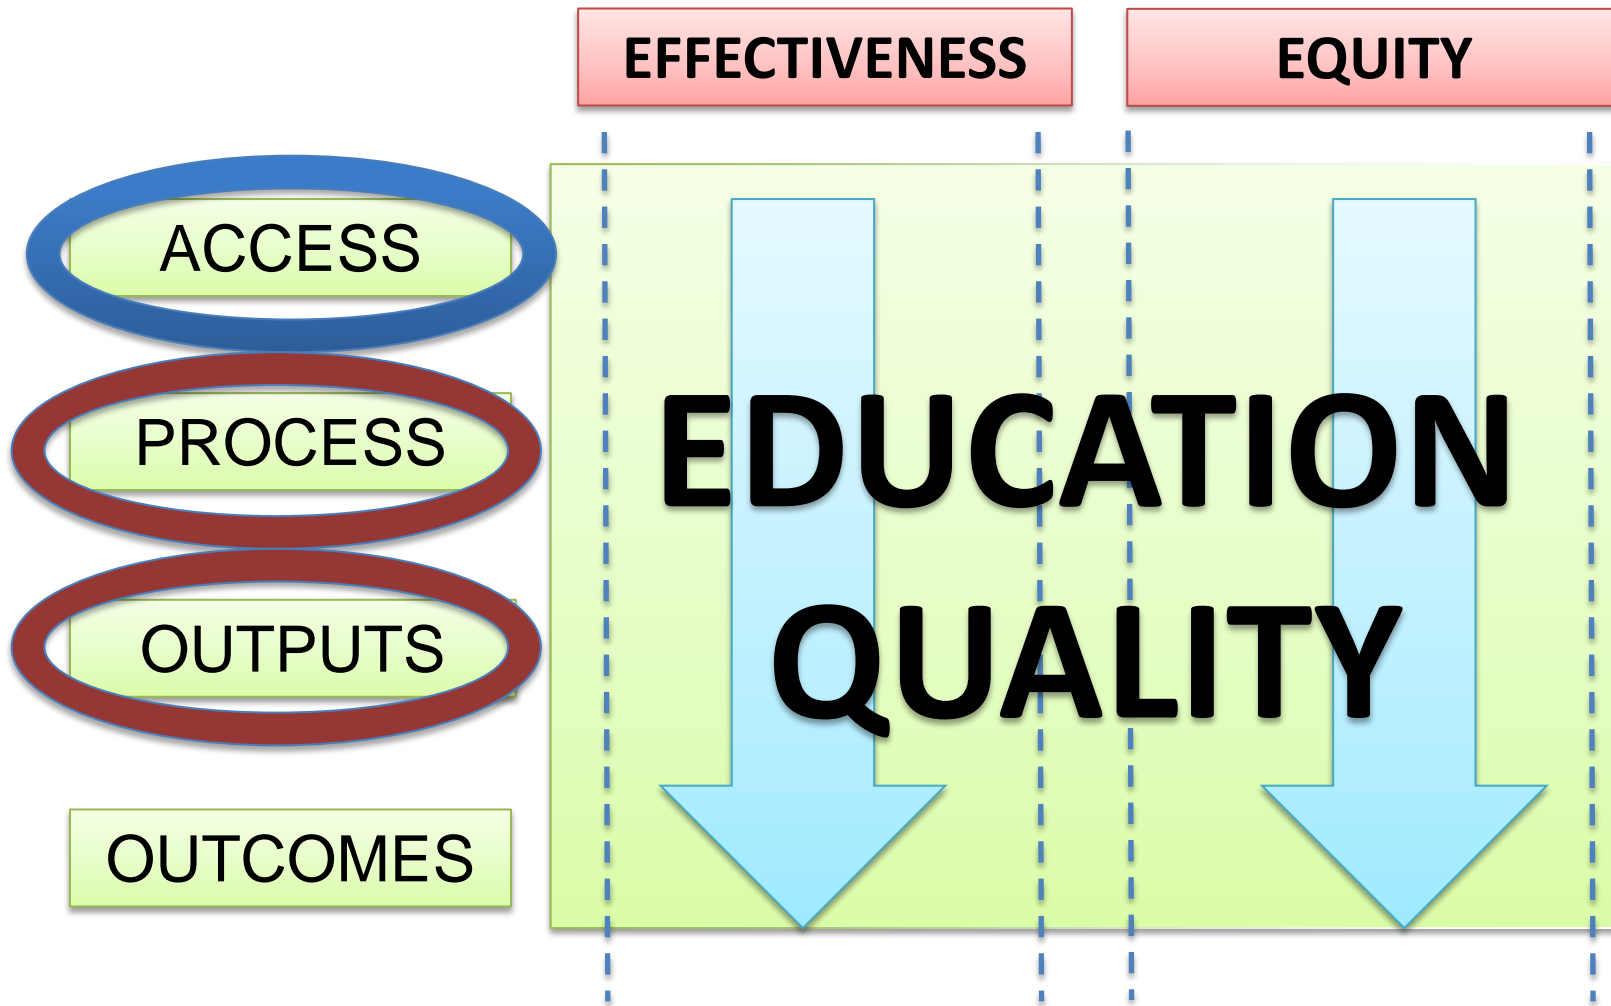 EFFECTIVENESS
EQUITY
ACCESS
PROCESS
OUTPUTS
OUTCOMES
EDUCATION
QUALITY